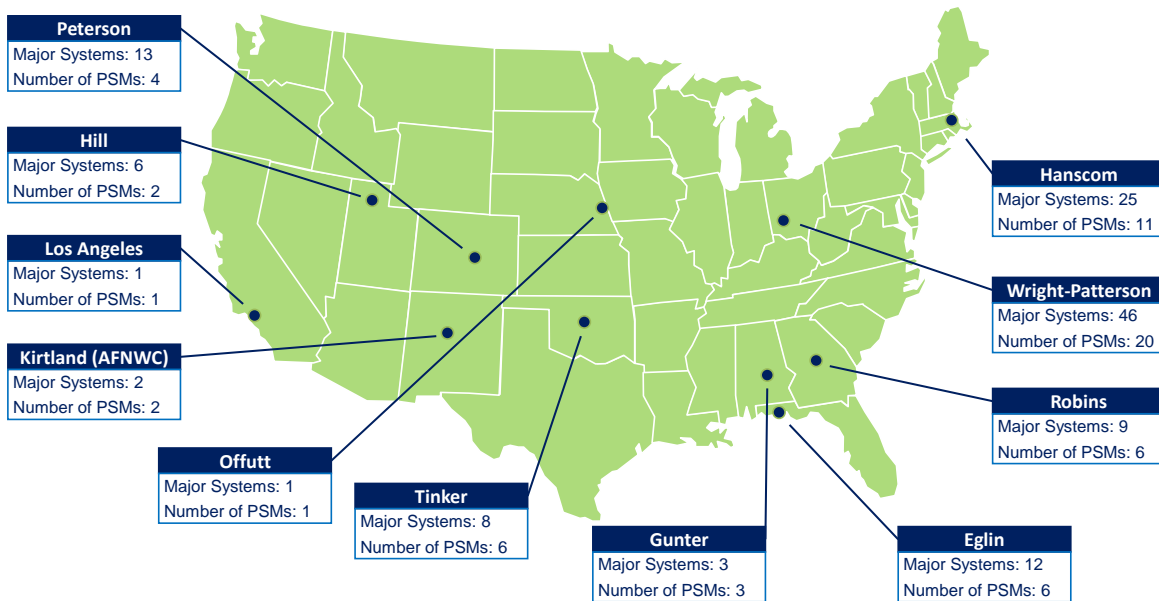 Peterson
Major Systems: 13
Number of PSMs: 4
Hill
Major Systems: 6
Number of PSMs: 2
Los Angeles
Major Systems: 1
Number of PSMs: 1
Kirtland (AFNWC)
Major Systems: 2
Number of PSMs: 2
Offutt
Major Systems: 1
Number of PSMs: 1
Tinker
Major Systems: 8
Number of PSMs: 6
Gunter
Major Systems: 3
Number of PSMs: 3
Eglin
Major Systems: 12
Number of PSMs: 6
Hanscom
Major Systems: 25
Number of PSMs: 11
Wright-Patterson
Major Systems: 46
Number of PSMs: 20
Robins
Major Systems: 9
Number of PSMs: 6